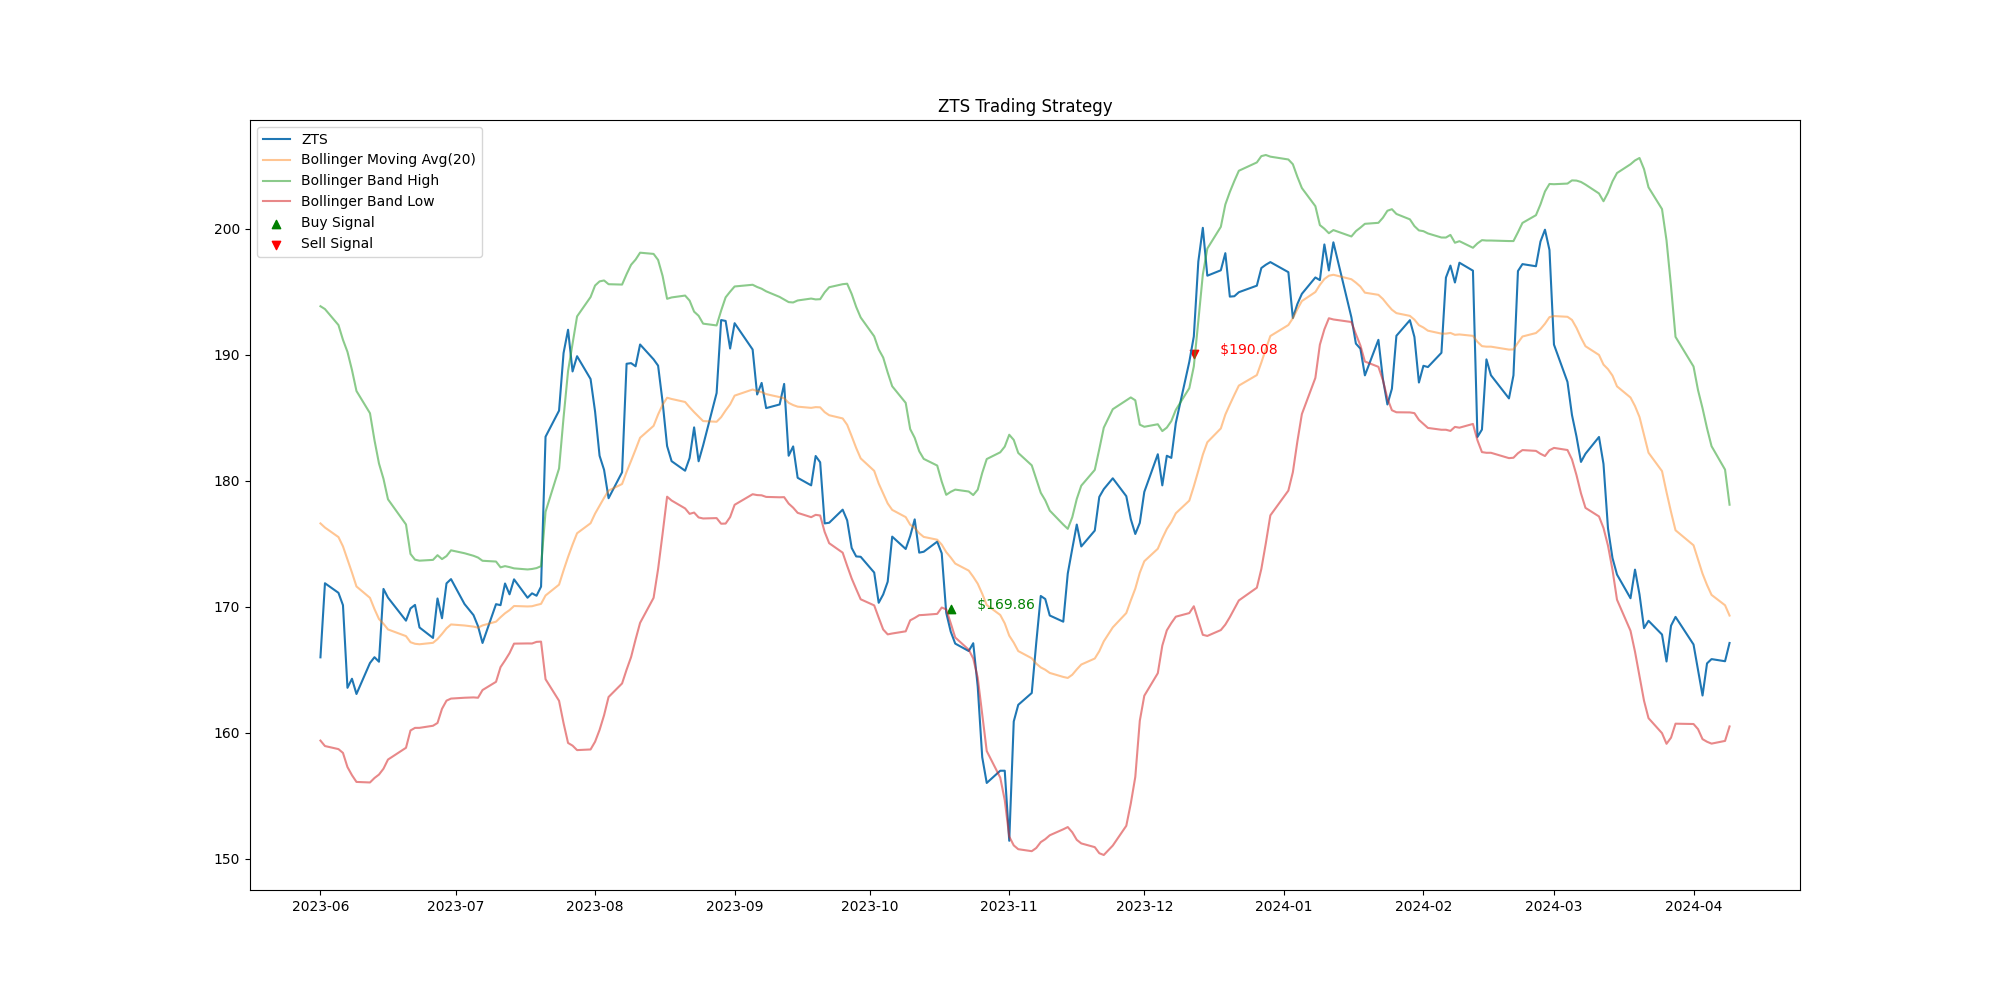 ZTS Trading Strategy
ZTS
Bollinger Moving Avg(20)
Bollinger Band High
Bollinger Band Low
Buy Signal
Sell Signal
200
190
180
170
160
150
$190.08
$169.86
2023-06
2023-07
2023-08
2023-09
2023-10
2023-11
2023-12
2024-01
2024-02
2024-03
2024-04